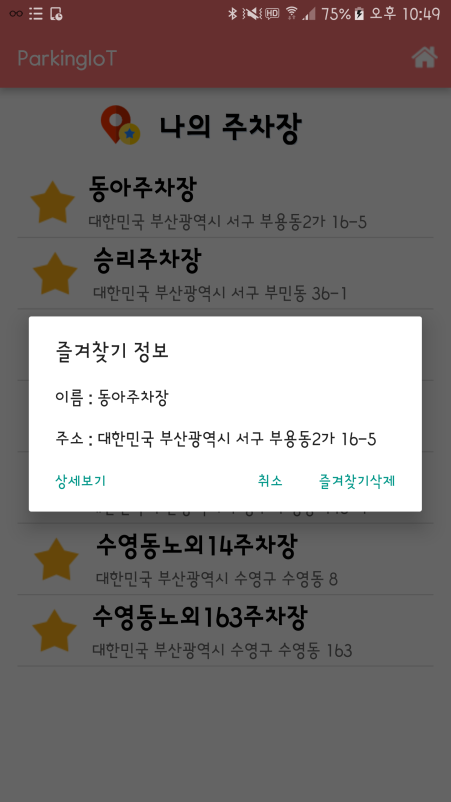 75% 오후 10:49
ParkingIoT
나의 주차장
동아주차장
대한민국 부산광역시 서구 부용동2가 16-5
승리주차장
대한민국 부산광역시 서구 부민동 36-1
즐겨찾기 정보
이름 : 동아주차장
주소 : 대한민국 부산광역시 서구 부용동2가 16-5
상세보기 취소 즐겨찾기삭제
수영동노외14주차장
대한민국 부산광역시 수영구 수영동 8
수영동노외163주차장
대한민국 부산광역시 수영구 수영동 163